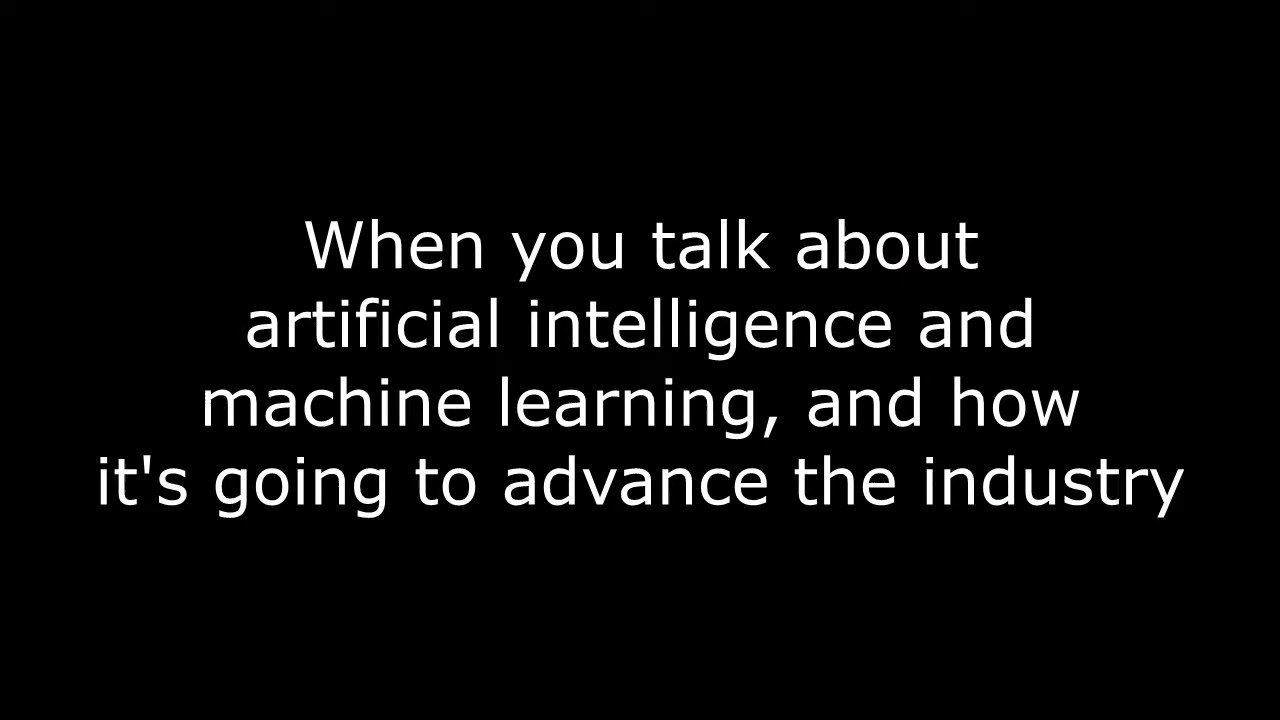 When you talk about
artificial intelligence and
machine learning, and how
it's going to advance the industry